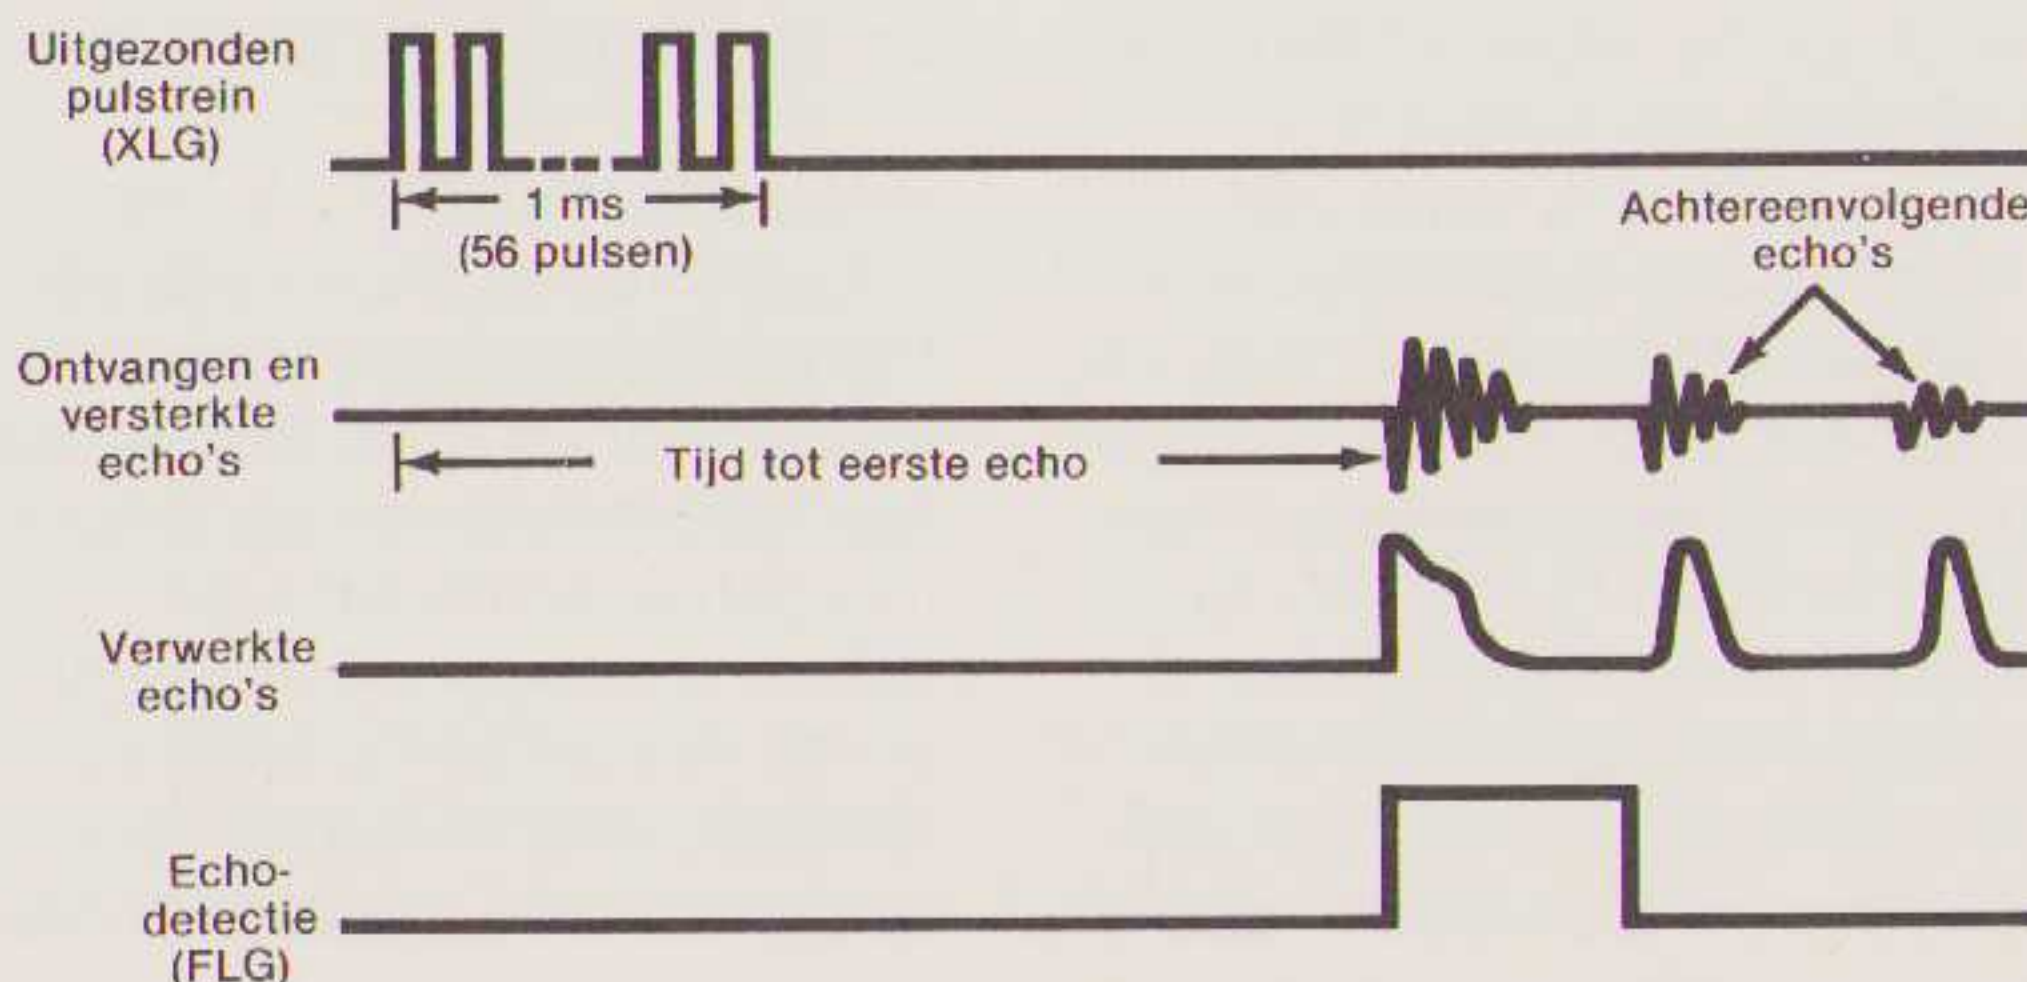 Uitgezonden
pulstrein
(XLG)
1 ms
(56 pulsen)
Achtereenvolgende
echo's
Ontvangen en
versterkte
echo's
Tijd tot eerste echo
Verwerkte
echo's
Echo-
detectie
(FLG)